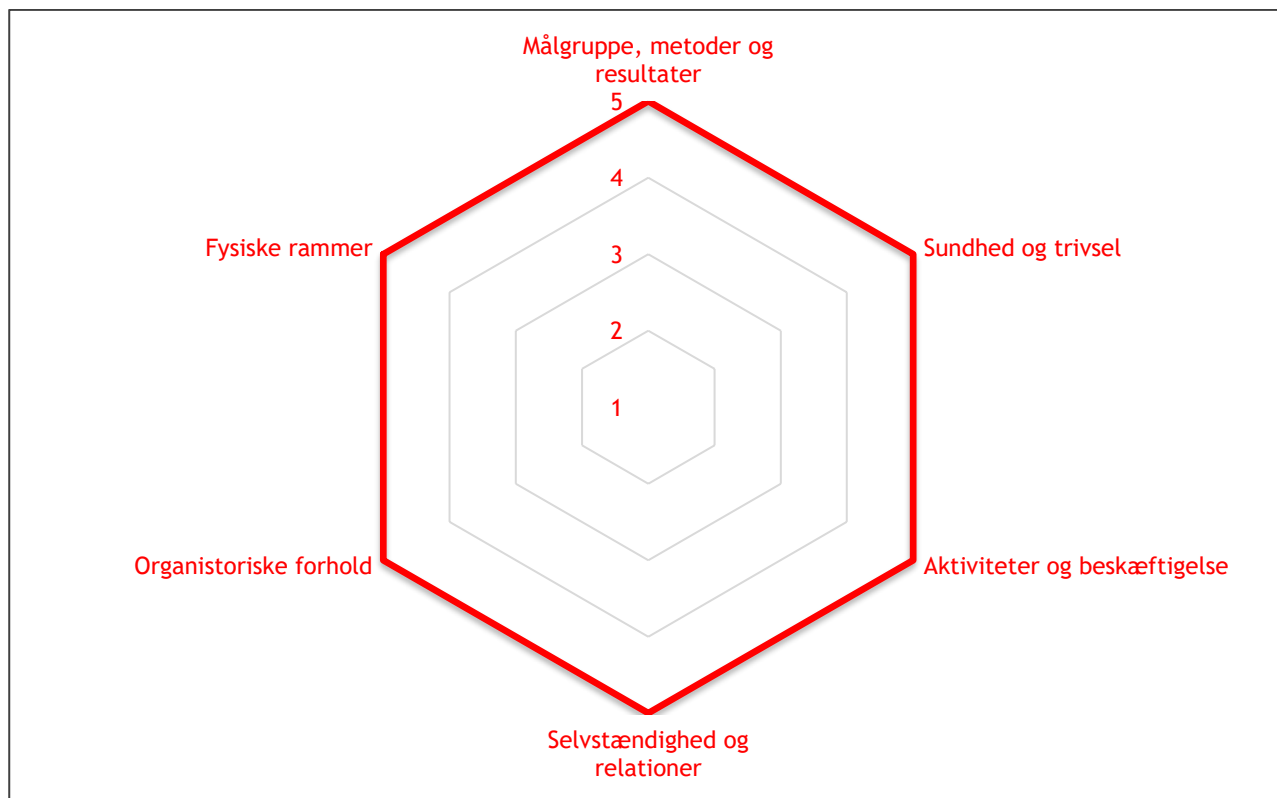 Målgruppe, metoder og
resultater
5
4
Fysiske rammer
Sundhed og trivsel
3
2
1
Organistoriske forhold
Aktiviteter og beskæftigelse
Selvstændighed og
relationer